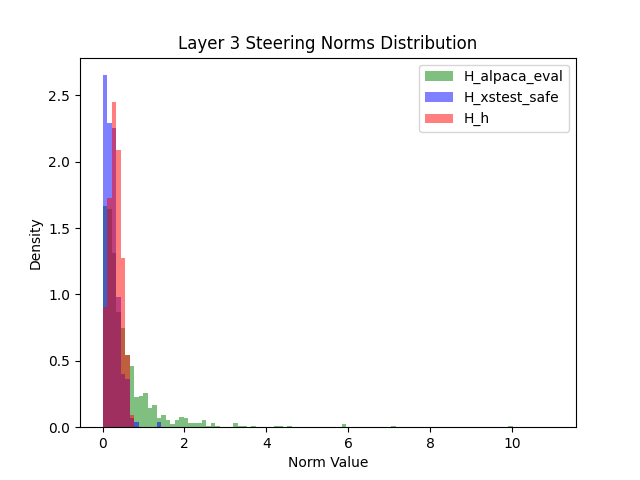 Layer 3 Steering Norms Distribution
H_alpaca_eval
H_xstest_safe
H_h
Density
2.5
2.0
1.5
1.0
0.5
0.0
0
2
4
6
8
10
Norm Value